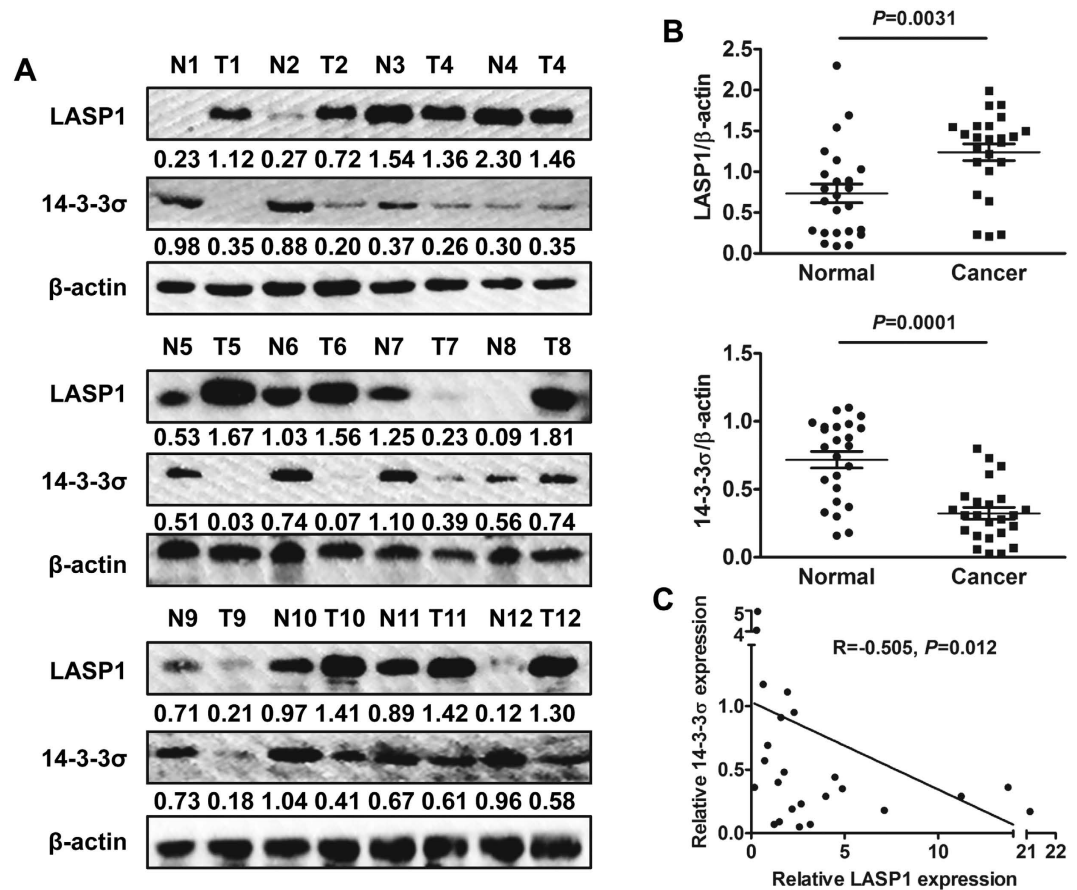 A
N1 T1 N2 T2 N3 T4 N4 T4
LASP1
0.23 1.12 0.27 0.72 1.54 1.36 2.30 1.46
14-3-3σ
0.98 0.35 0.88 0.20 0.37 0.26 0.30 0.35
β-actin
N5 T5 N6 T6 N7 T7 N8 T8
LASP1
0.53 1.67 1.03 1.56 1.25 0.23 0.09 1.81
14-3-3σ
0.51 0.03 0.74 0.07 1.10 0.39 0.56 0.74
β-actin
N9 T9 N10 T10 N11 T11 N12 T12
LASP1
0.71 0.21 0.97 1.41 0.89 1.42 0.12 1.30
14-3-3σ
0.73 0.18 1.04 0.41 0.67 0.61 0.96 0.58
β-actin
B
P=0.0031
LASP1/β-actin
2.5
2.0
1.5
1.0
0.5
0.0
Normal Cancer
P=0.0001
14-3-3σ/β-actin
1.5
1.0
0.5
0.0
Normal Cancer
C
R=-0.505, P=0.012
Relative 14-3-3σ expression
5
4
1.0
0.5
0.0
0 5 10 21 22
Relative LASP1 expression